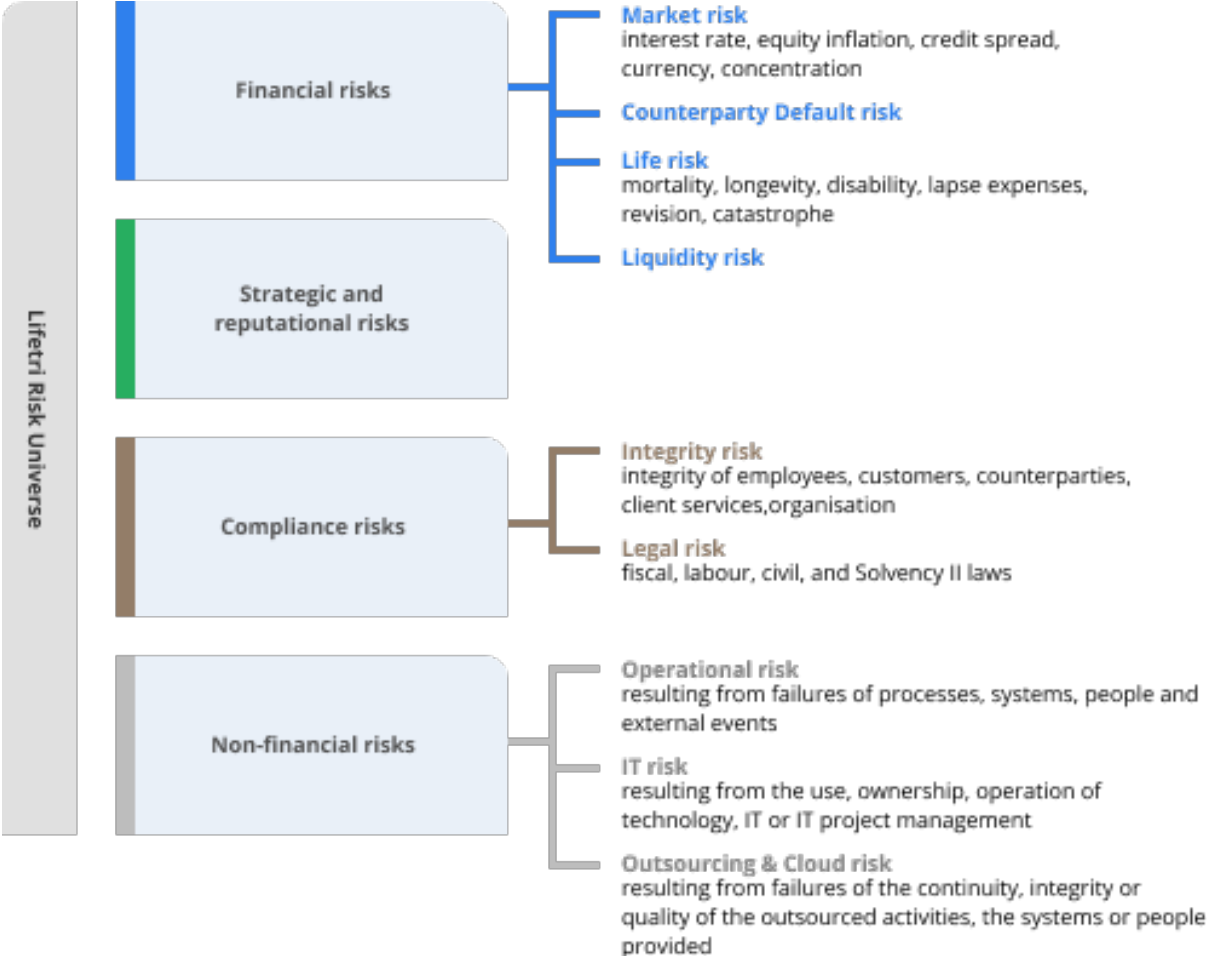 Lifetri Risk Universe
Financial risks
Market risk
interest rate, equity inflation, credit spread,
currency, concentration
Counterparty Default risk
Life risk
mortality, longevity, disability, lapse expenses,
revision, catastrophe
Liquidity risk
Strategic and
reputational risks
Compliance risks
Integrity risk
integrity of employees, customers, counterparties,
client services,organisation
Legal risk
fiscal, labour, civil, and Solvency II laws
Non-financial risks
Operational risk
resulting from failures of processes, systems, people and
external events
IT risk
resulting from the use, ownership, operation of
technology, IT or IT project management
Outsourcing & Cloud risk
resulting from failures of the continuity, integrity or
quality of the outsourced activities, the systems or people
provided